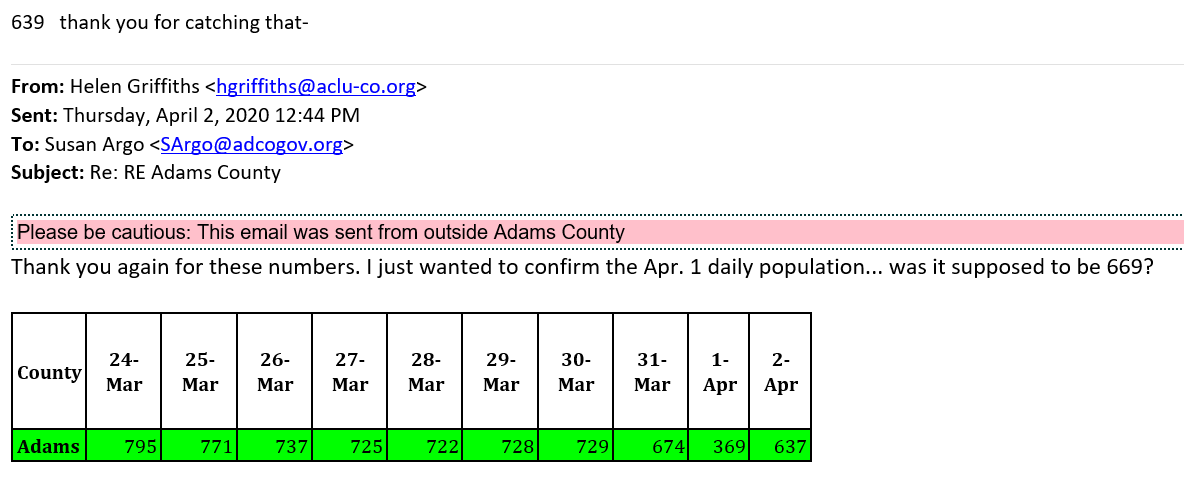 639 thank you for catching that-
From: Helen Griffiths <hgriffiths@aclu-co.org>
Sent: Thursday, April 2, 2020 12:44 PM
To: Susan Argo <SArgo@adcogov.org>
Subject: Re: RE Adams County
Please be cautious: This email was sent from outside Adams County
Thank you again for these numbers. I just wanted to confirm the Apr. 1 daily population... was it supposed to be 669?
County 24-Mar 25-Mar 26-Mar 27-Mar 28-Mar 29-Mar 30-Mar 31-Mar 1-Apr 2-Apr
Adams 795 771 737 725 722 728 729 674 369 637